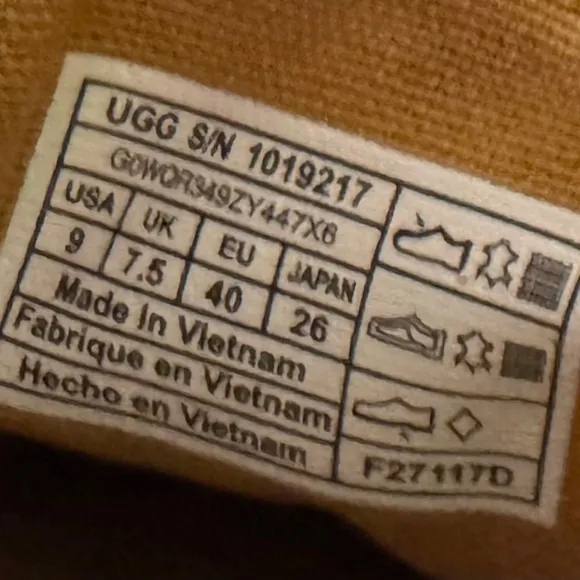 UGG S/N 1019217
G0WOR349ZY447X6
USA UK EU JAPAN
9 7.5 40 26
Made In Vietnam
Fabrique en Vietnam
Hecho en Vietnam
F27117D